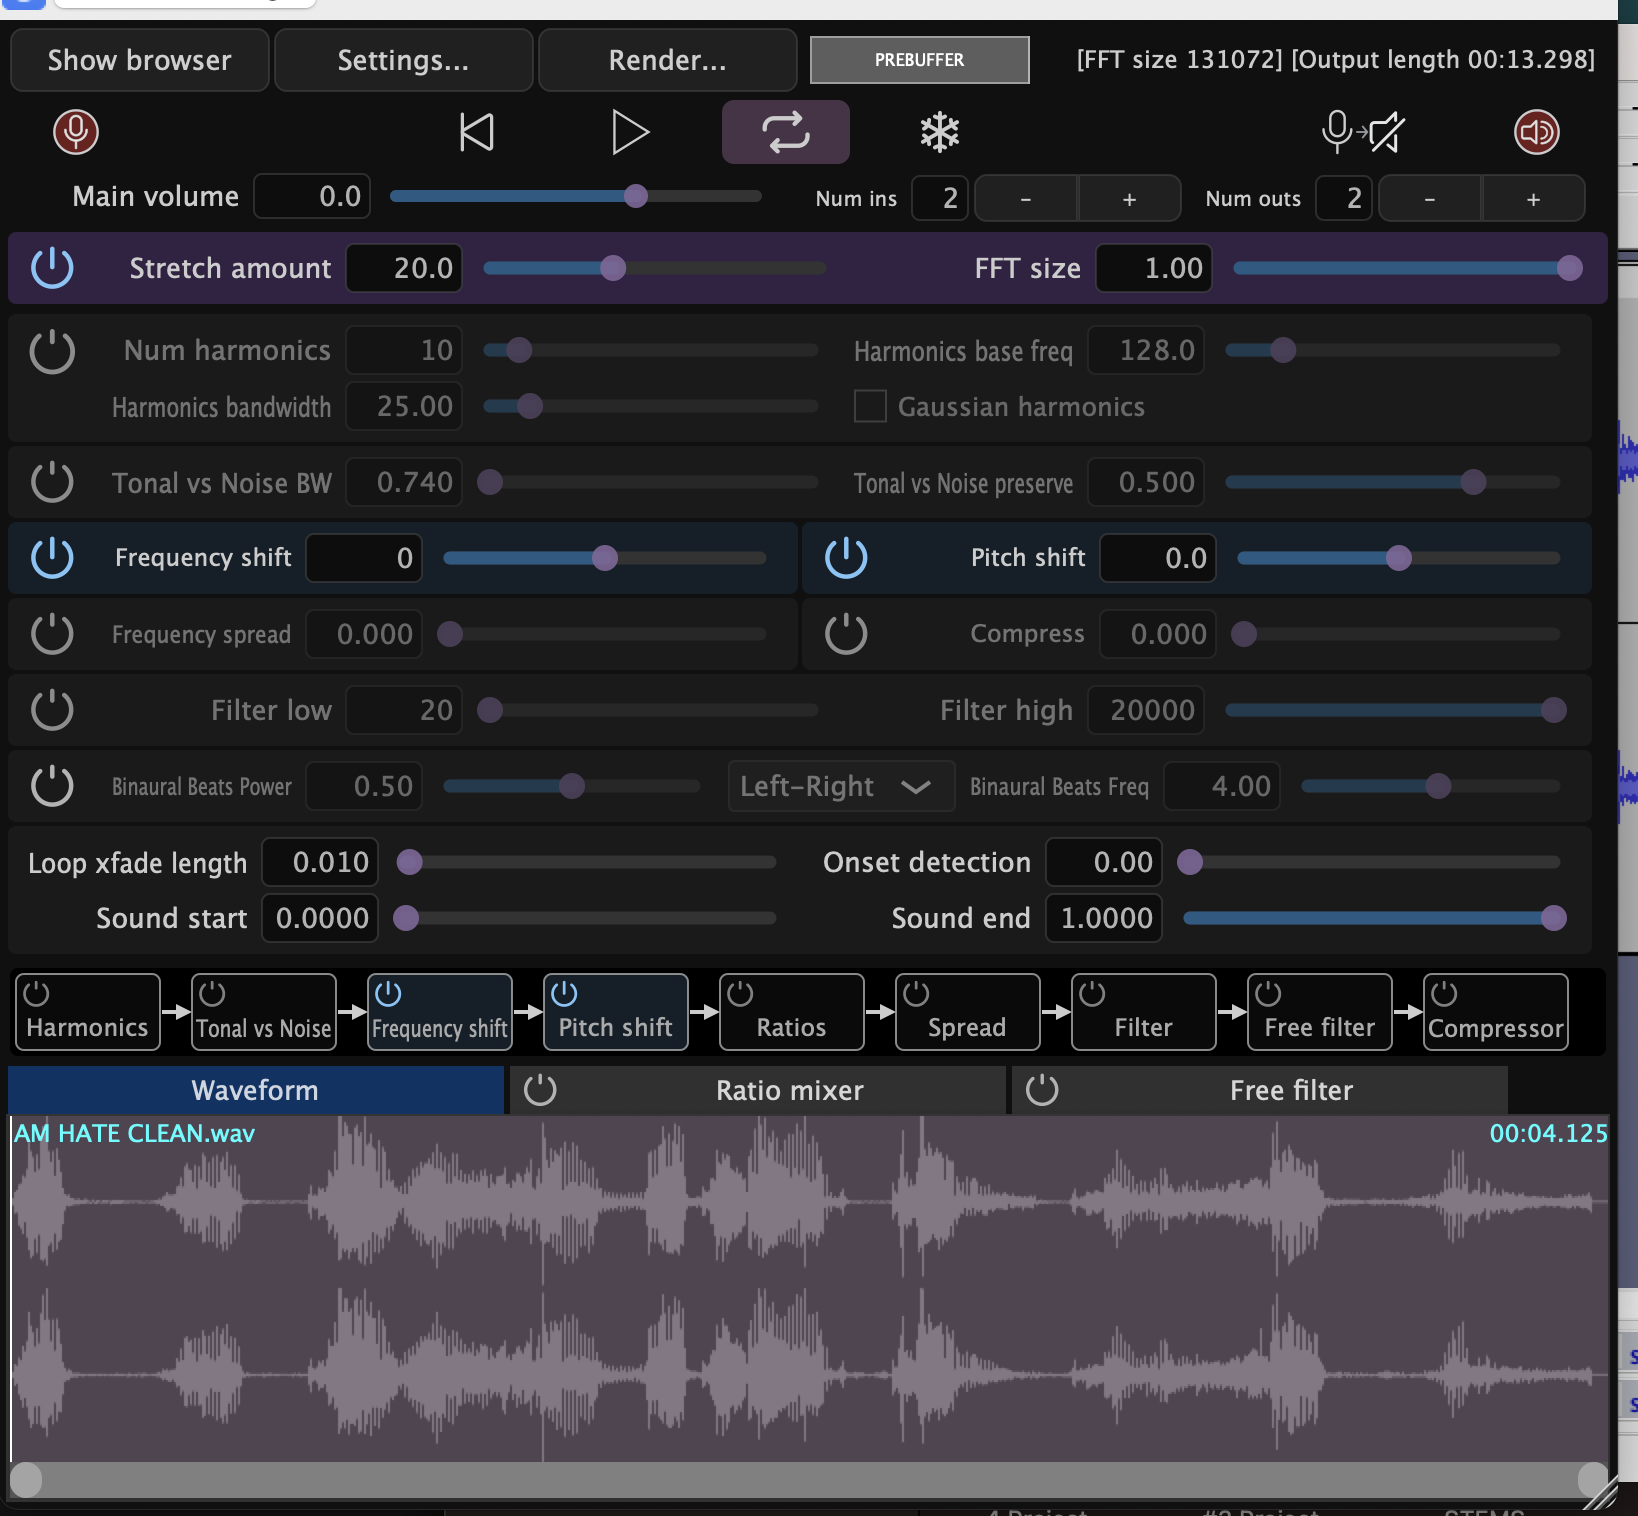 Show browser Settings... Render... PREBUFFER [FFT size 131072] [Output length 00:13.298]
Main volume 0.0 Num ins 2 - + Num outs 2 - +
Stretch amount 20.0 FFT size 1.00
Num harmonics 10 Harmonics base freq 128.0
Harmonics bandwidth 25.00 Gaussian harmonics
Tonal vs Noise BW 0.740 Tonal vs Noise preserve 0.500
Frequency shift 0 Pitch shift 0.0
Frequency spread 0.000 Compress 0.000
Filter low 20 Filter high 20000
Binaural Beats Power 0.50 Left-Right Binaural Beats Freq 4.00
Loop xfade length 0.010 Onset detection 0.00
Sound start 0.0000 Sound end 1.0000
Harmonics Tonal vs Noise Frequency shift Pitch shift Ratios Spread Filter Free filter Compressor
Waveform Ratio mixer Free filter
AM HATE CLEAN.wav 00:04.125